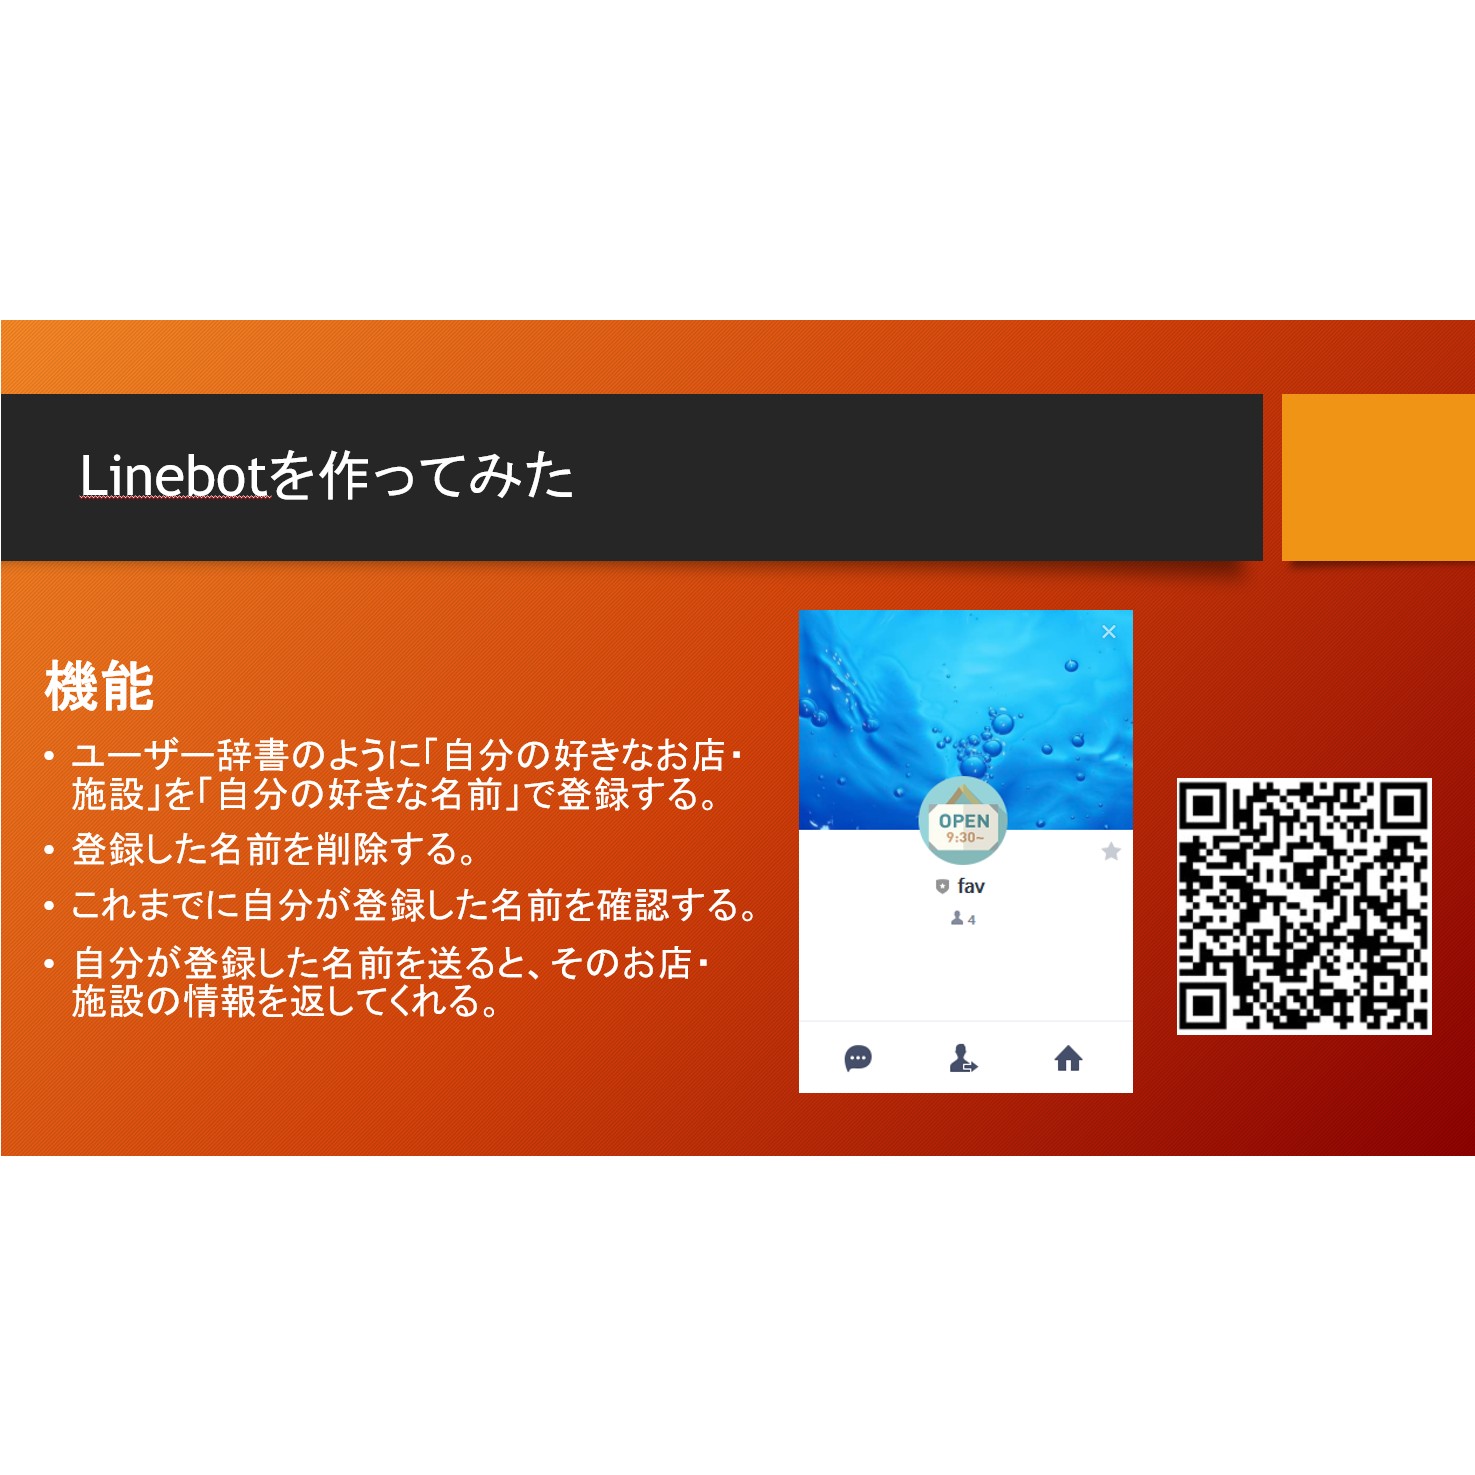 Linebotを作ってみた
機能
• ユーザー辞書のように「自分の好きなお店・
施設」を「自分の好きな名前」で登録する。
• 登録した名前を削除する。
• これまでに自分が登録した名前を確認する。
• 自分が登録した名前を送ると、そのお店・
施設の情報を返してくれる。
OPEN
9:30~
fav
4